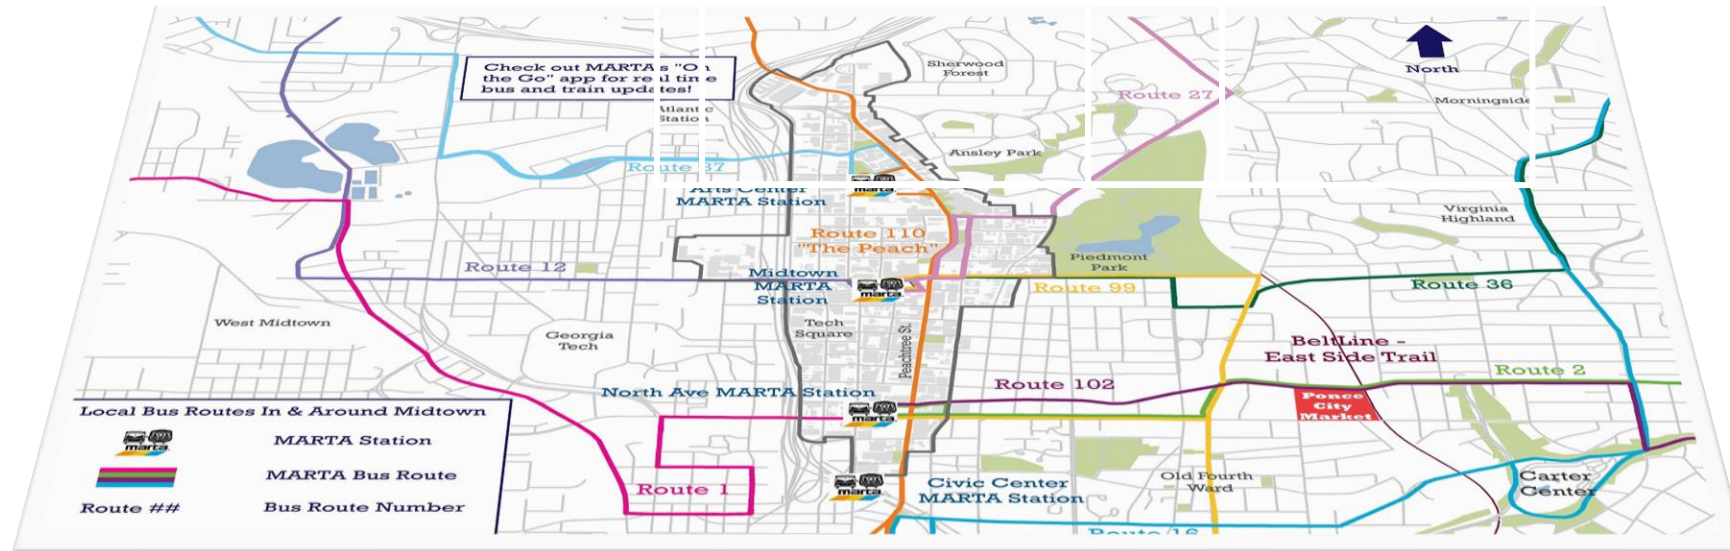 Check out MARTA's "On
the Go" app for real time
bus and train updates!
Sherwood
Forest
North
Route 27
Morningside
Atlantic
Station
Ansley Park
Route 37
marta
Arts Center
MARTA Station
Virginia
Highland
Route 110
"The Peach"
Route 12
Midtown
MARTA
Station
marta
Piedmont
Park
Route 99
Route 36
West Midtown
Georgia
Tech
Tech
Square
Peachtree St.
BeltLine -
East Side Trail
Route 102
Route 2
North Ave MARTA Station
marta
Ponce
City
Market
Local Bus Routes In & Around Midtown
marta
MARTA Station
MARTA Bus Route
Route ##
Bus Route Number
Route 1
marta
Civic Center
MARTA Station
Old Fourth
Ward
Carter
Center
Route 16